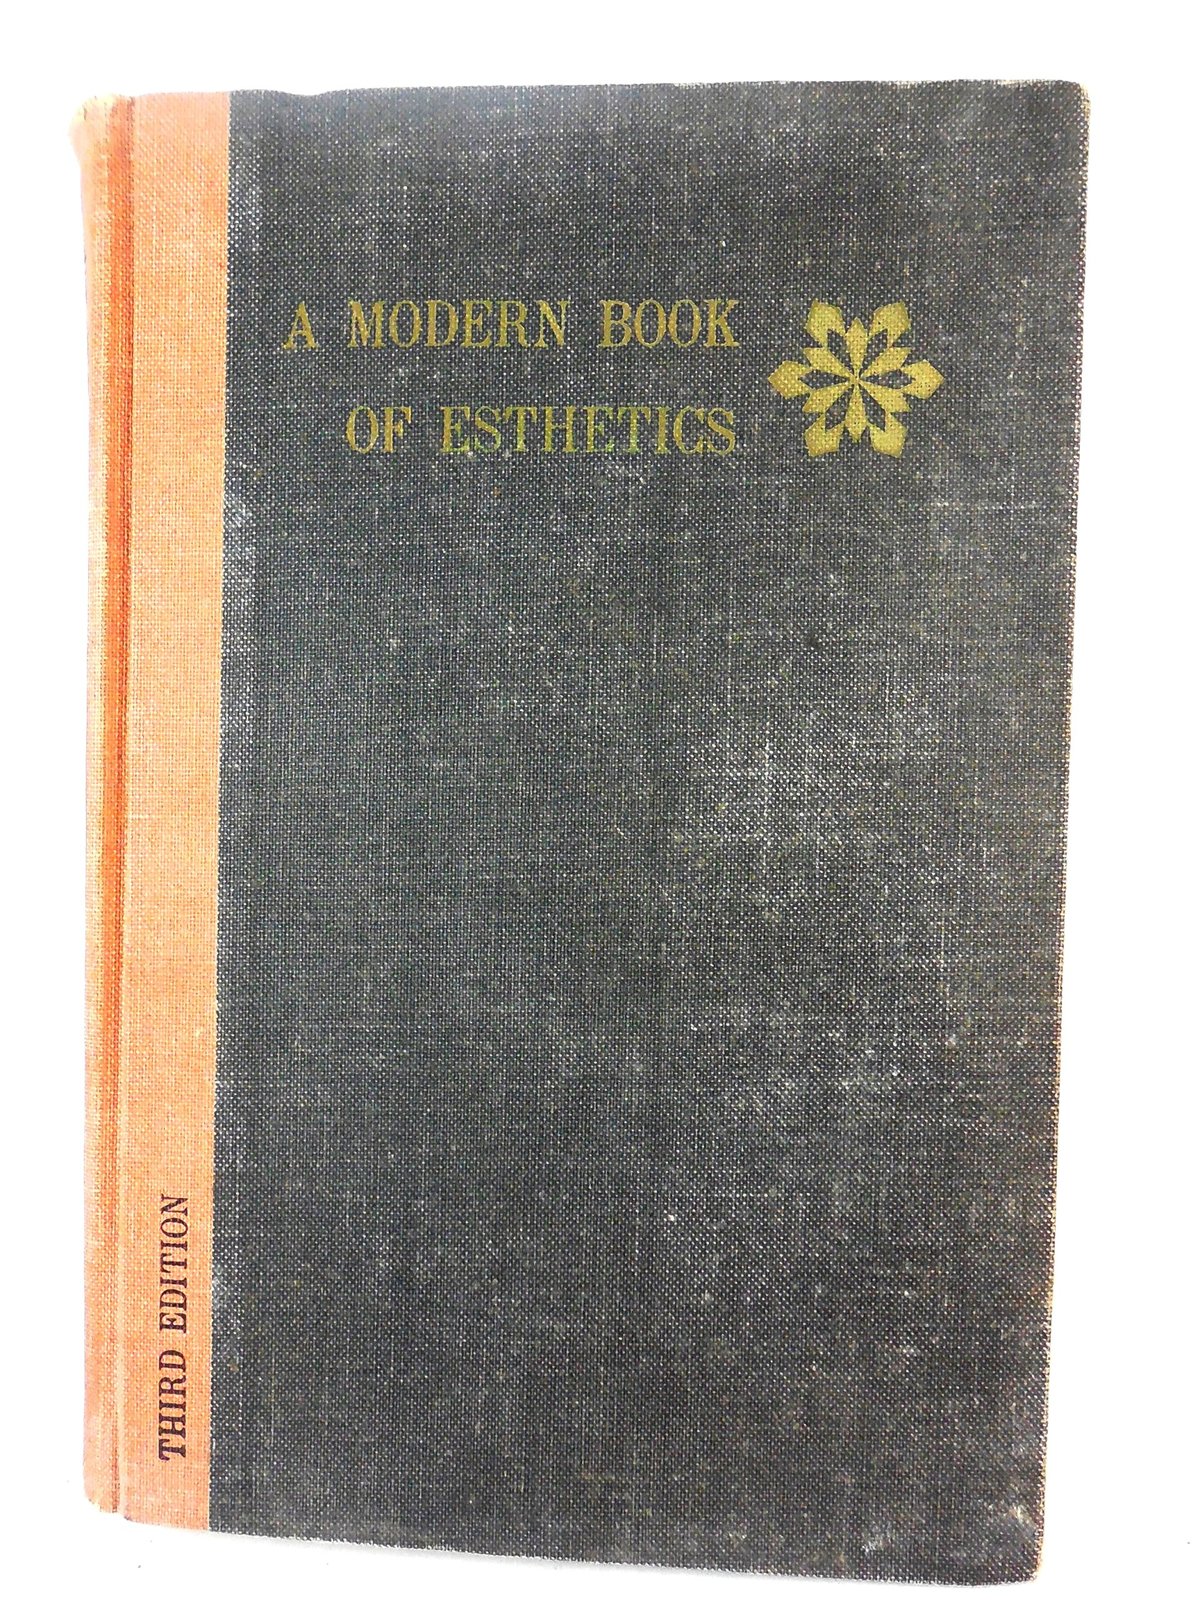 A MODERN BOOK
OF ESTHETICS
THIRD EDITION